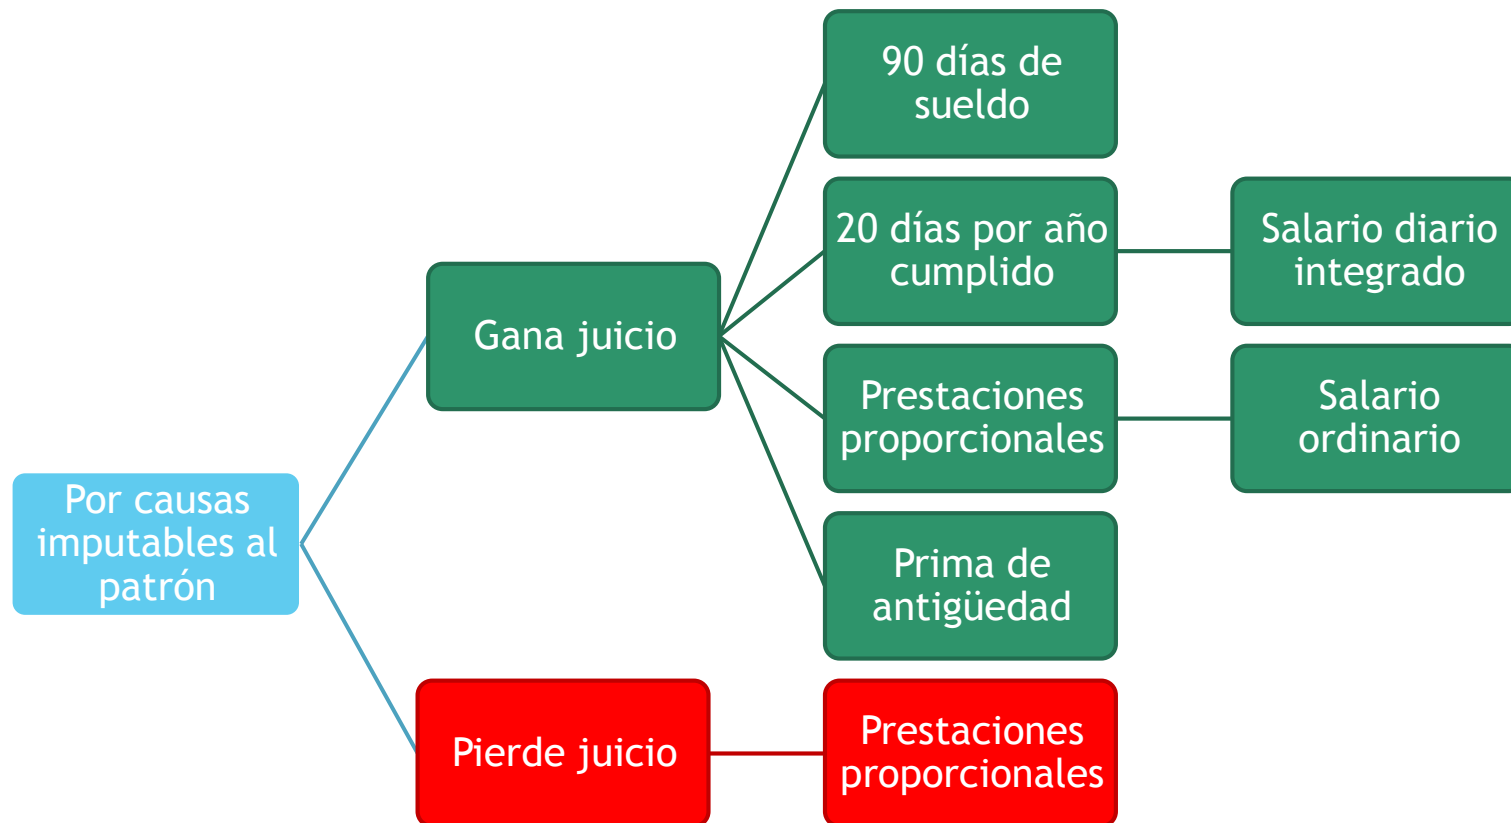 Por causas
imputables al
patrón
Gana juicio
90 días de
sueldo
20 días por año
cumplido
Salario diario
integrado
Prestaciones
proporcionales
Salario
ordinario
Prima de
antigüedad
Pierde juicio
Prestaciones
proporcionales